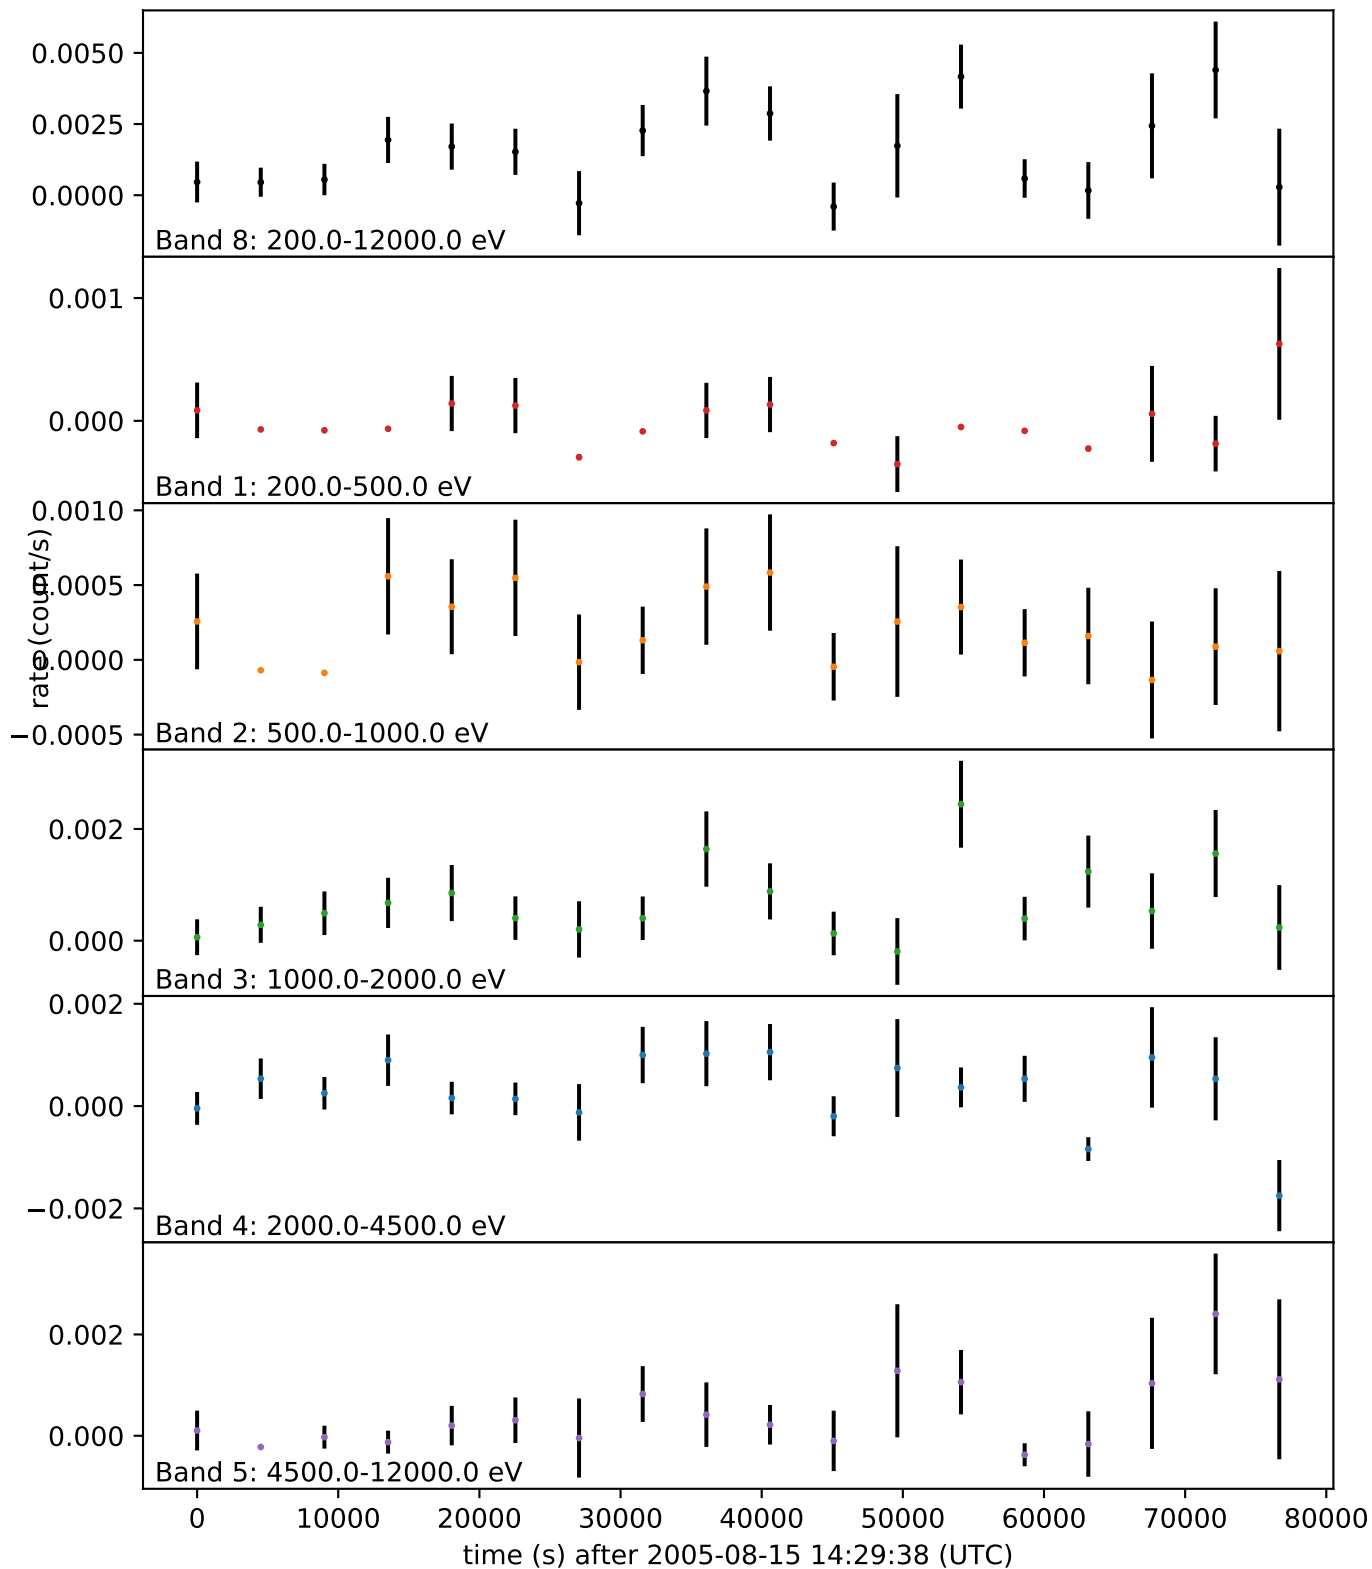 0.0050
0.0025
0.0000
Band 8: 200.0-12000.0 eV
0.001
0.000
Band 1: 200.0-500.0 eV
0.0010
0.0005
0.0000
−0.0005
rate (count/s)
Band 2: 500.0-1000.0 eV
0.002
0.000
Band 3: 1000.0-2000.0 eV
0.002
0.000
−0.002
Band 4: 2000.0-4500.0 eV
0.002
0.000
Band 5: 4500.0-12000.0 eV
0 10000 20000 30000 40000 50000 60000 70000 80000
time (s) after 2005-08-15 14:29:38 (UTC)